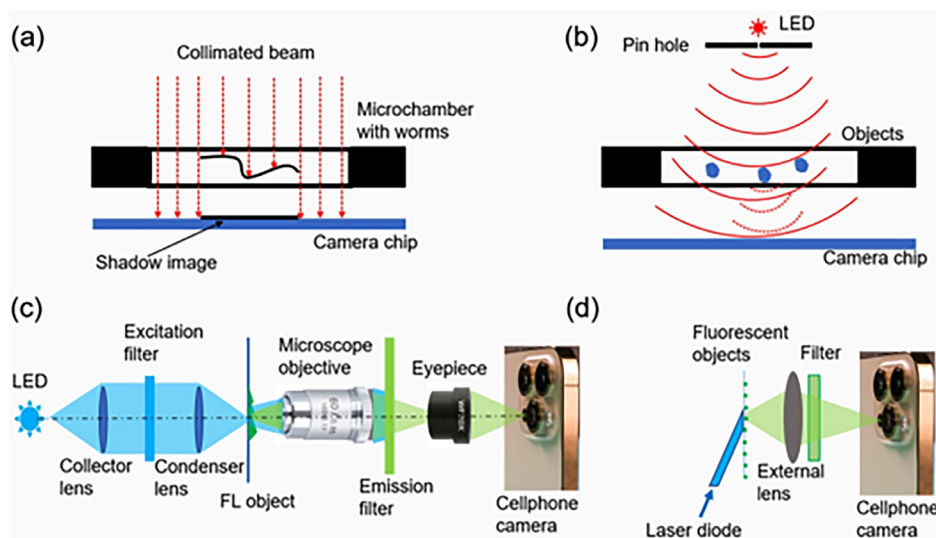 (a)
Collimated beam
Microchamber
with worms
Camera chip
Shadow image
(b)
LED
Pin hole
Objects
Camera chip
(c)
LED
Excitation
filter
Microscope
objective
Eyepiece
Collector
lens
Condenser
lens
FL object
Emission
filter
Cellphone
camera
(d)
Fluorescent
objects
Filter
External
lens
Laser diode
Cellphone
camera